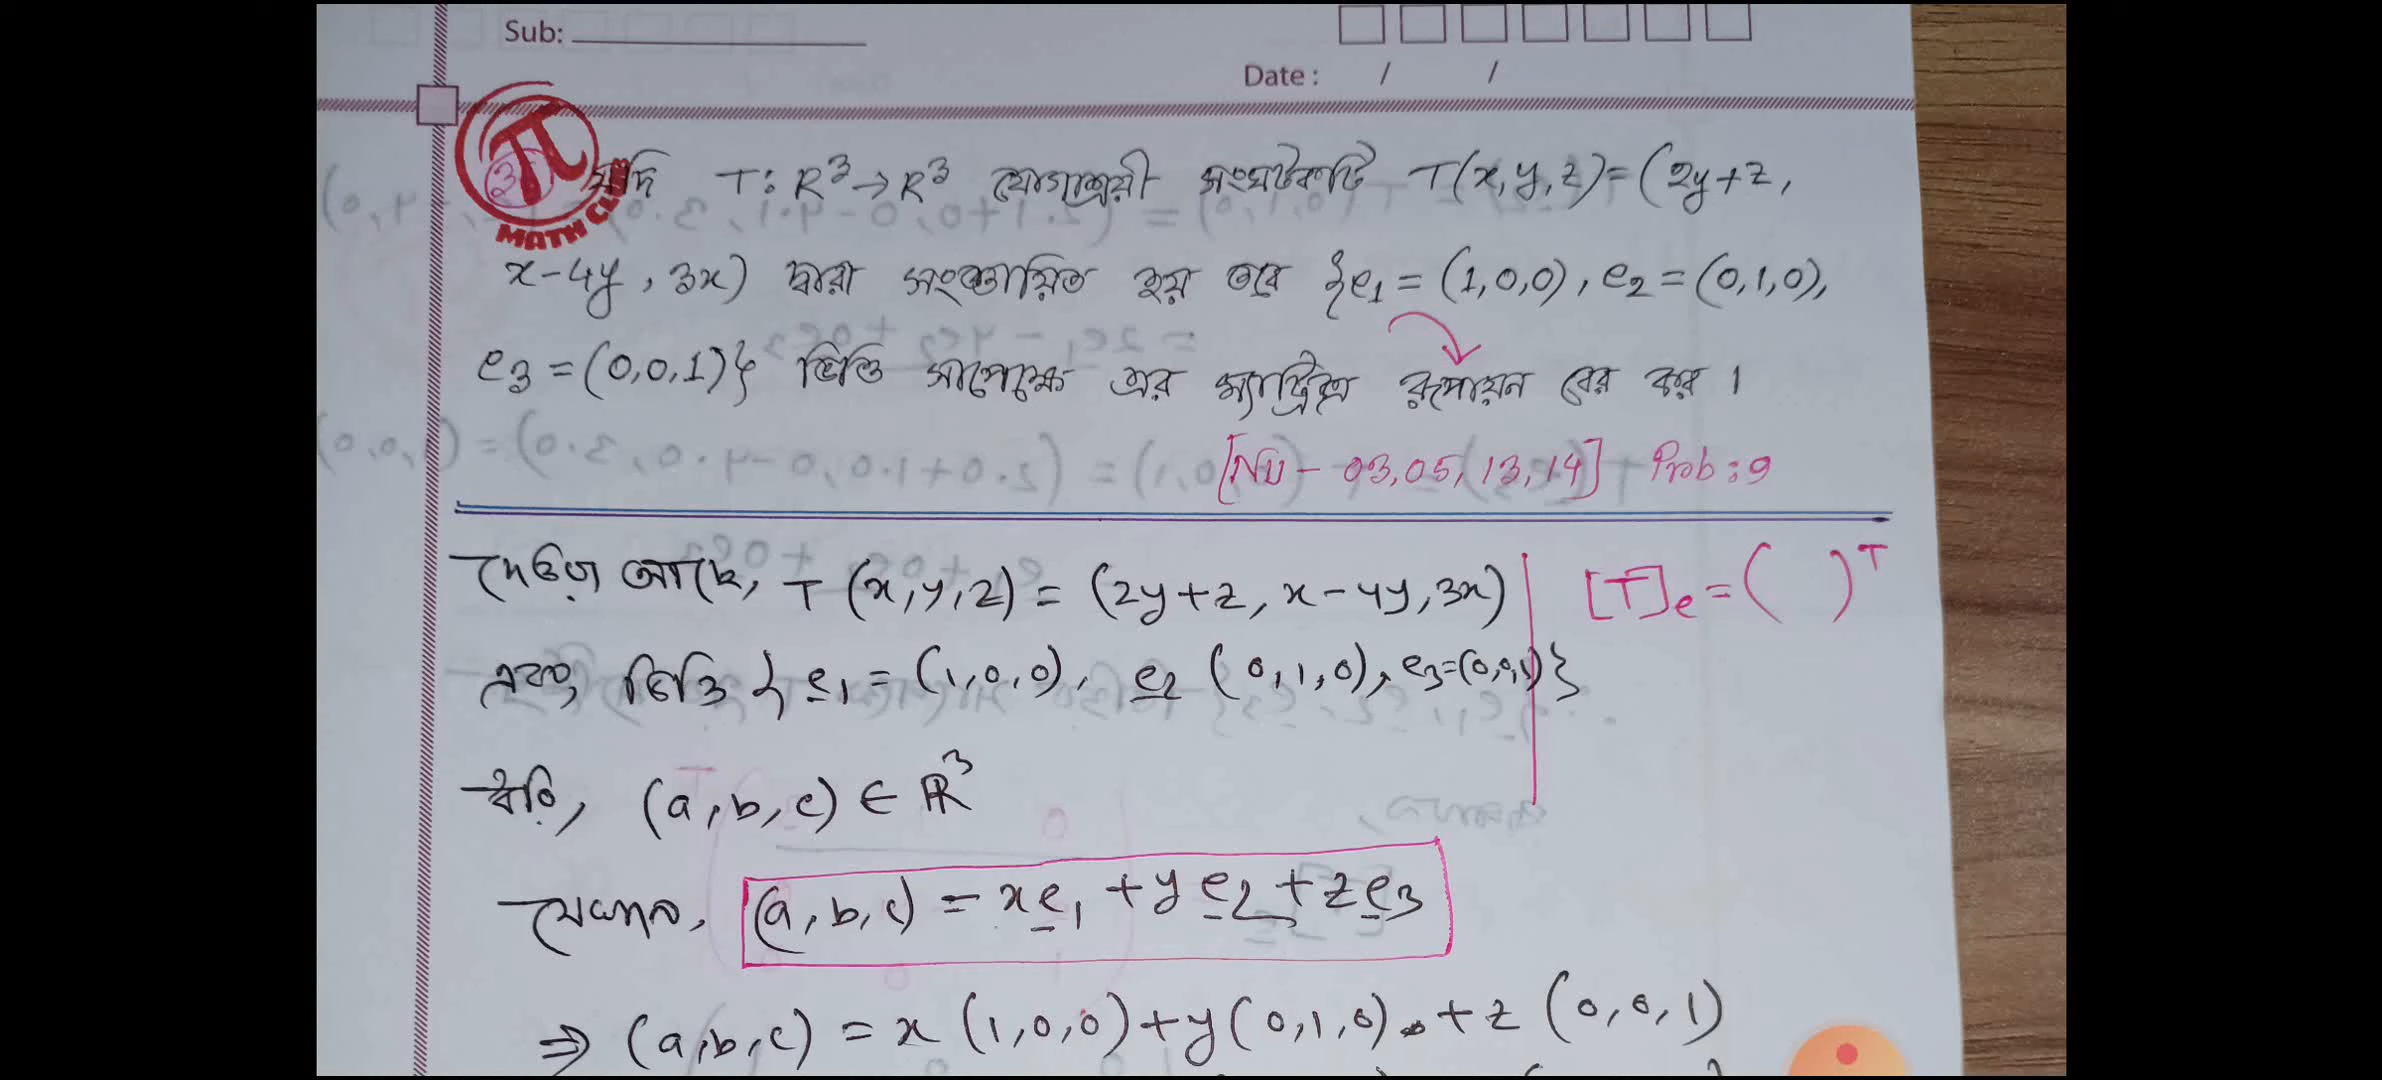 Sub:
Date : / /
MATH CLUB
যদি T: R³→R³ যোগাশ্রয়ী সংঘটকটি T(x,y,z)=(2y+z,
x-4y, 3x) দ্বারা সংজ্ঞায়িত হয় তবে {e₁ = (1,0,0), e₂ = (0,1,0),
e₃ = (0,0,1)} ভিত্তি সাপেক্ষে এর ম্যাট্রিক্স রূপায়ন বের কর ।
[NU - 03,05,13,14] Prob : 9
দেওয়া আছে, T (x,y,z) = (2y+z, x-4y, 3x) [T]e = ( )ᵀ
এবং ভিত্তি { e₁ = (1,0,0), e₂ (0,1,0), e₃=(0,0,1)}
ধরি, (a,b,c) ∈ ℝ³
যেখানে, (a,b,c) = xe₁ + ye₂ + ze₃
⇒ (a,b,c) = x (1,0,0)+y(0,1,0) + z (0,0,1)